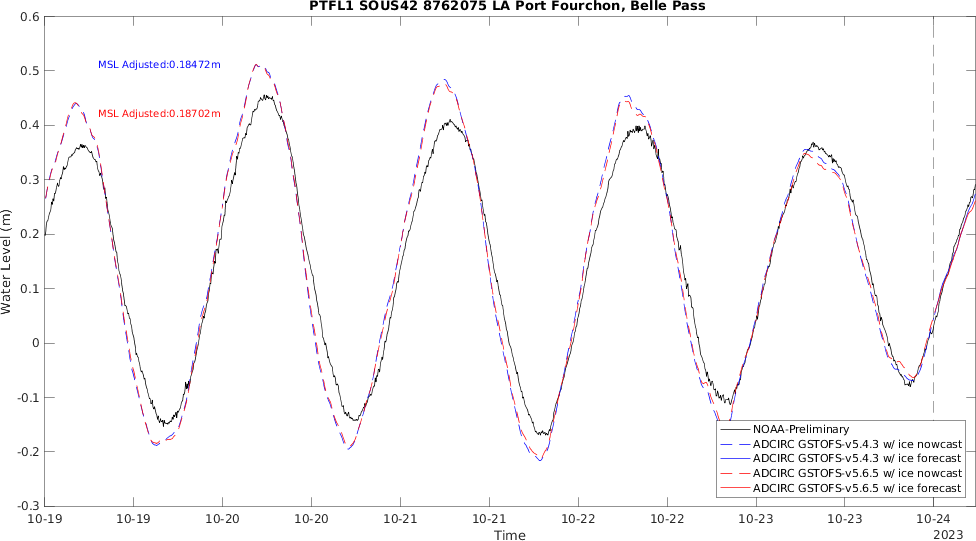 PTFL1 SOUS42 8762075 LA Port Fourchon, Belle Pass
0.6
0.5
0.4
0.3
0.2
0.1
0
-0.1
-0.2
-0.3
Water Level (m)
MSL Adjusted:0.18472m
MSL Adjusted:0.18702m
NOAA-Preliminary
ADCIRC GSTOFS-v5.4.3 w/ ice nowcast
ADCIRC GSTOFS-v5.4.3 w/ ice forecast
ADCIRC GSTOFS-v5.6.5 w/ ice nowcast
ADCIRC GSTOFS-v5.6.5 w/ ice forecast
10-19 10-19 10-20 10-20 10-21 10-21 10-22 10-22 10-23 10-23 10-24
Time 2023